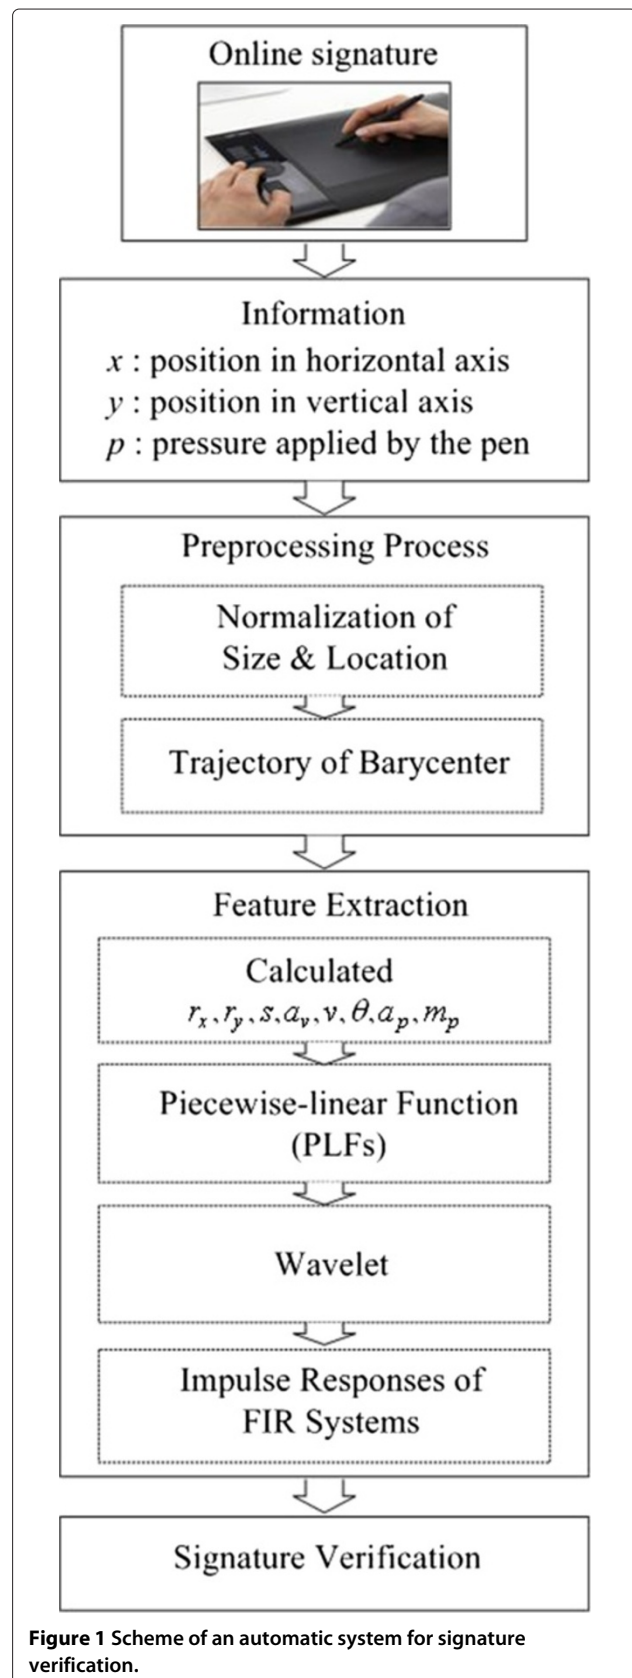 Online signature
Information
x : position in horizontal axis
y : position in vertical axis
p : pressure applied by the pen
Preprocessing Process
Normalization of
Size & Location
Trajectory of Barycenter
Feature Extraction
Calculated
r_x, r_y, s, a_v, v, θ, a_p, m_p
Piecewise-linear Function
(PLFs)
Wavelet
Impulse Responses of
FIR Systems
Signature Verification
Figure 1 Scheme of an automatic system for signature
verification.